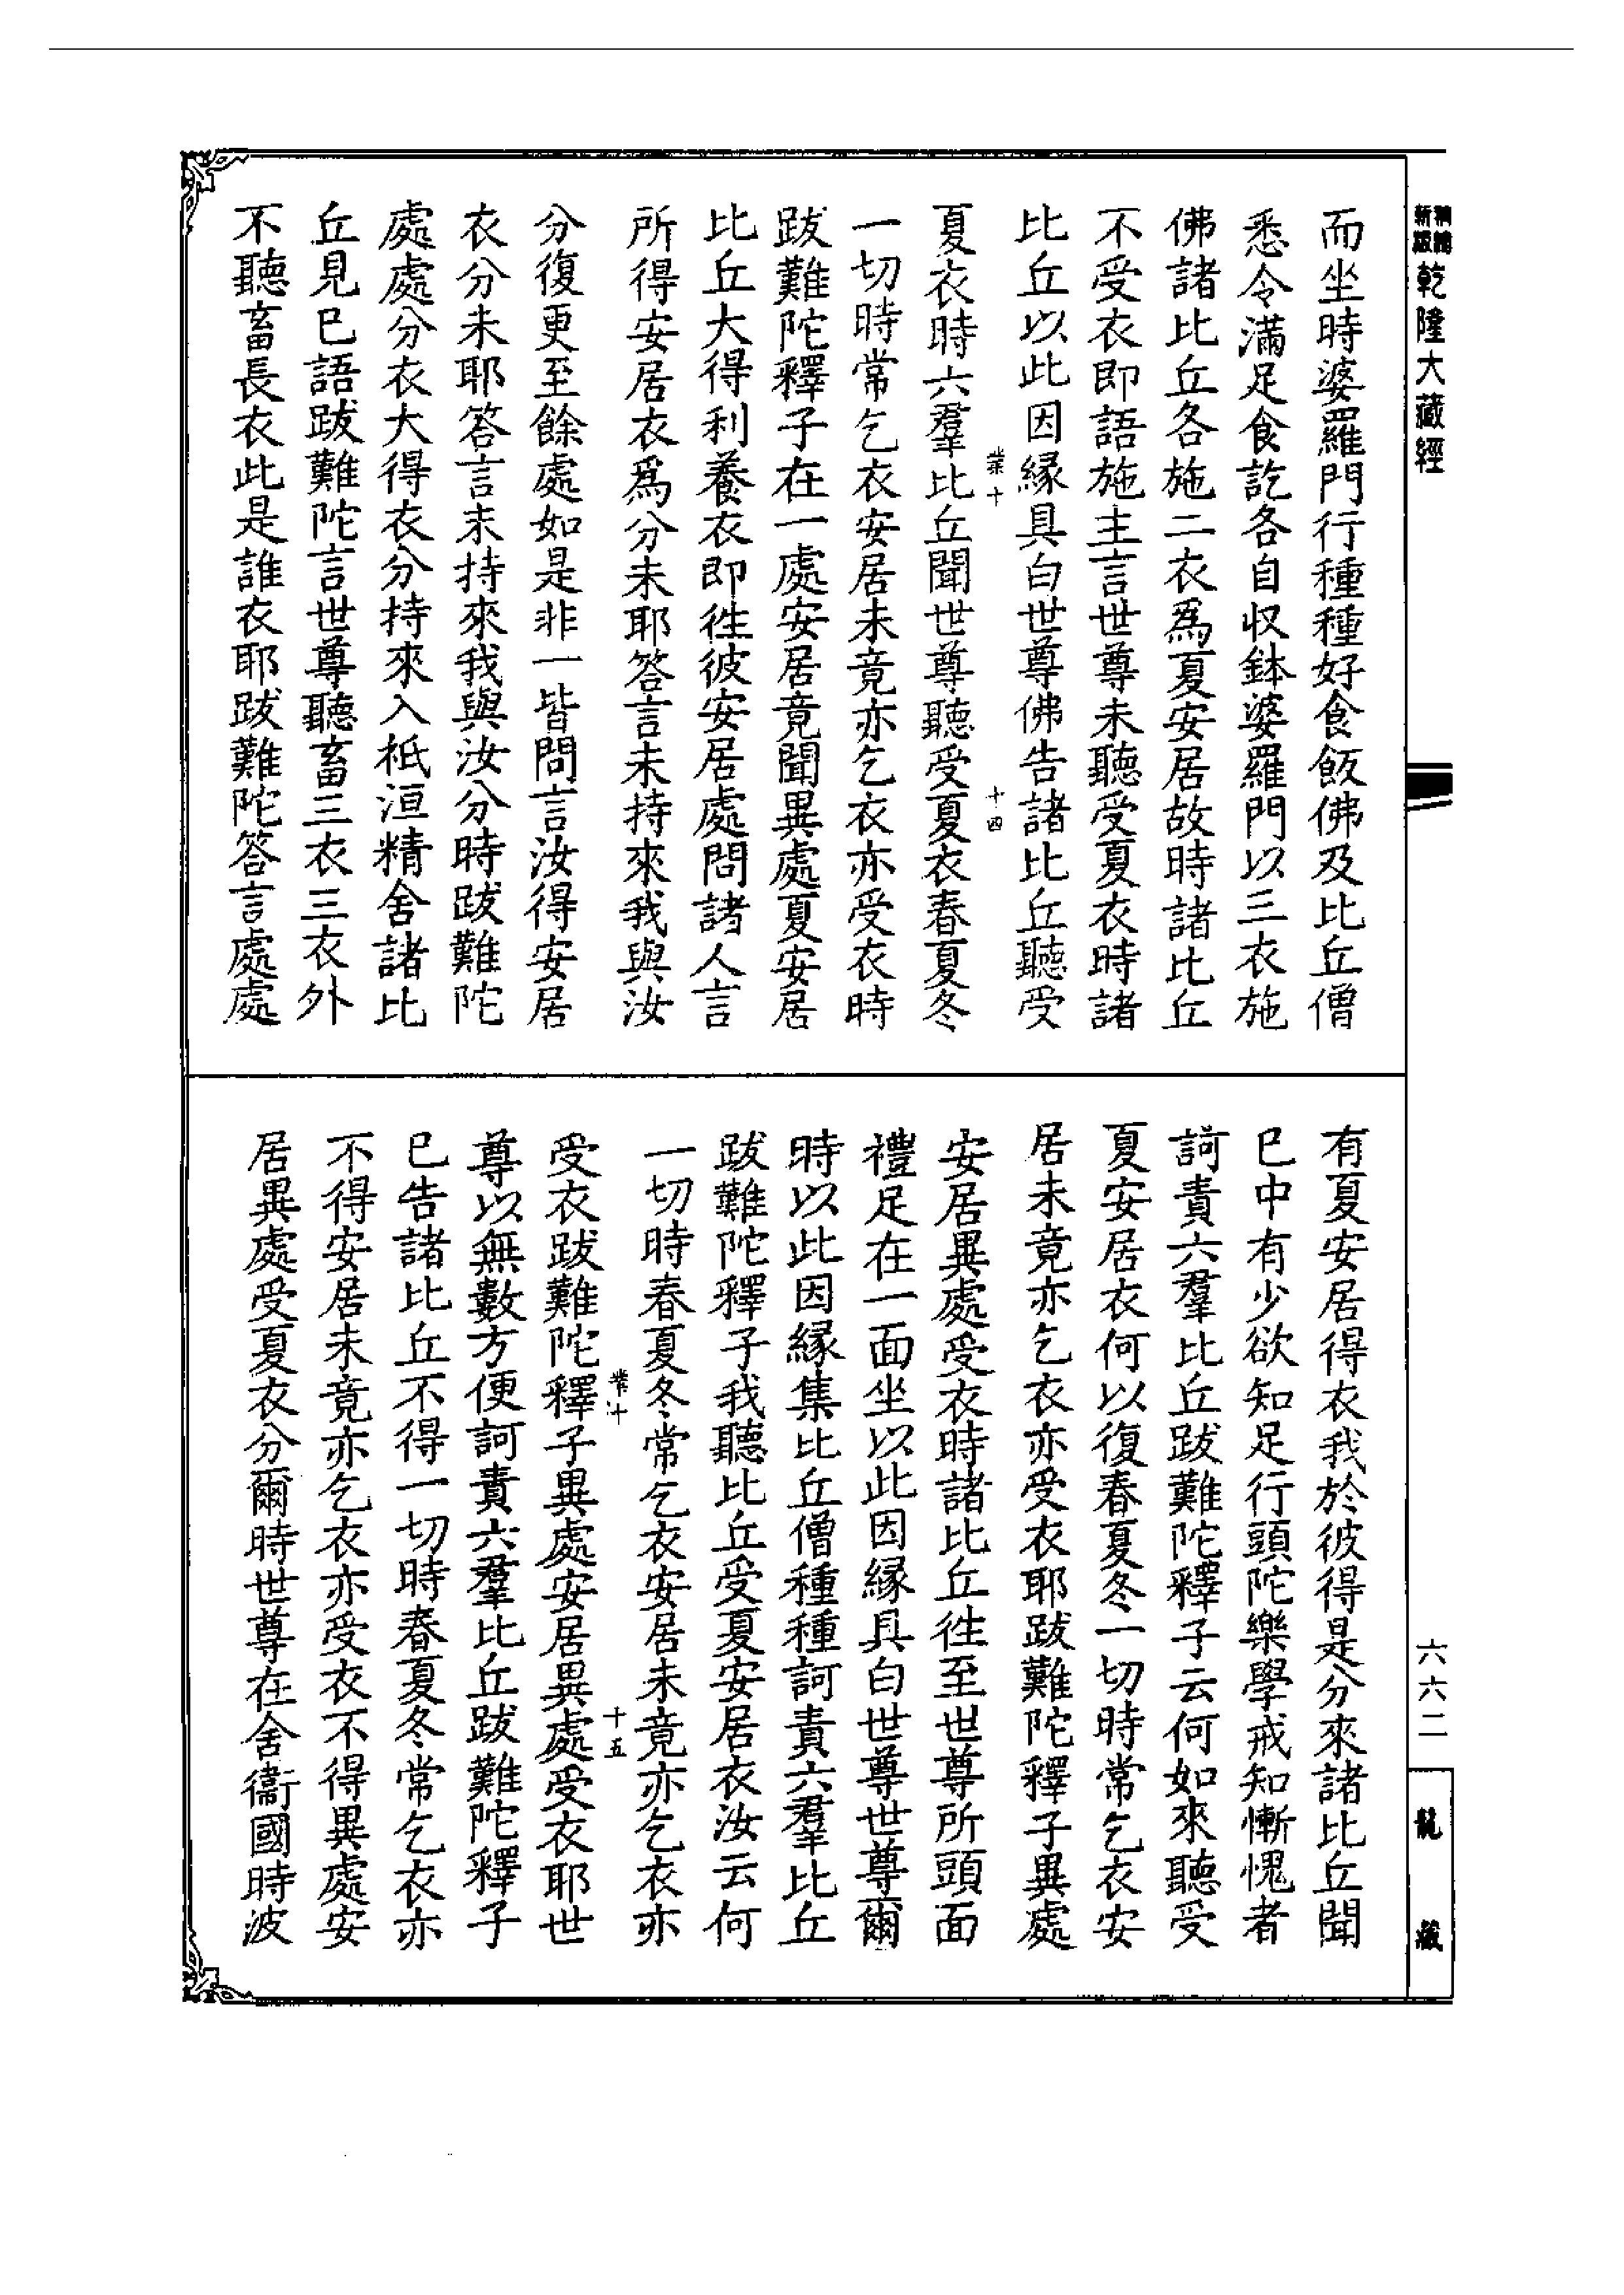 新版
精繕
乾隆大藏經
而坐時婆羅門行種種好食飯佛及比丘僧
悉令滿足食訖各自収鉢婆羅門以三衣施
佛諸比丘各施二衣爲夏安居故時諸比丘
不受衣即語施主言世尊未聽受夏衣時諸
比丘以此因緣具白世尊佛告諸比丘聽受
業十
十四
夏衣時六羣比丘聞世尊聽受夏衣春夏冬
一切時常乞衣安居未竟亦乞衣亦受衣時
跋難陀釋子在一處安居竟聞異處夏安居
比丘大得利養衣即徃彼安居處問諸人言
所得安居衣爲分未耶答言未持來我與汝
分復更至餘處如是非一皆問言汝得安居
衣分未耶答言未持來我與汝分時跋難陀
處處分衣大得衣分持來入祇洹精舍諸比
丘見已語跋難陀言世尊聽畜三衣三衣外
不聽畜長衣此是誰衣耶跋難陀答言處處
有夏安居得衣我於彼得是分來諸比丘聞
已中有少欲知足行頭陀樂學戒知慚愧者
訶責六羣比丘跋難陀釋子云何如來聽受
夏安居衣何以復春夏冬一切時常乞衣安
居未竟亦乞衣亦受衣耶跋難陀釋子異處
安居異處受衣時諸比丘徃至世尊所頭面
禮足在一面坐以此因緣具白世尊世尊爾
時以此因緣集比丘僧種種訶責六羣比丘
跋難陀釋子我聽比丘受夏安居衣汝云何
一切時春夏冬常乞衣安居未竟亦乞衣亦
業十
十五
受衣跋難陀釋子異處安居異處受衣耶世
尊以無數方便訶責六羣比丘跋難陀釋子
已告諸比丘不得一切時春夏冬常乞衣亦
不得安居未竟亦乞衣亦受衣不得異處安
居異處受夏衣分爾時世尊在舍衞國時波
六六二
龍藏